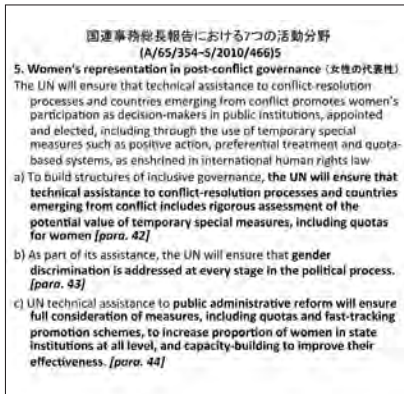 国連事務総長報告における7つの活動分野
(A/65/354–S/2010/466)5
5. Women's representation in post-conflict governance (女性の代表性)
The UN will ensure that technical assistance to conflict-resolution
processes and countries emerging from conflict promotes women's
participation as decision-makers in public institutions, appointed
and elected, including through the use of temporary special
measures such as positive action, preferential treatment and quota-
based systems, as enshrined in international human rights law
a) To build structures of inclusive governance, the UN will ensure that
technical assistance to conflict-resolution processes and countries
emerging from conflict includes rigorous assessment of the
potential value of temporary special measures, including quotas
for women [para. 42]
b) As part of its assistance, the UN will ensure that gender
discrimination is addressed at every stage in the political process.
[para. 43]
c) UN technical assistance to public administrative reform will ensure
full consideration of measures, including quotas and fast-tracking
promotion schemes, to increase proportion of women in state
institutions at all level, and capacity-building to improve their
effectiveness. [para. 44]